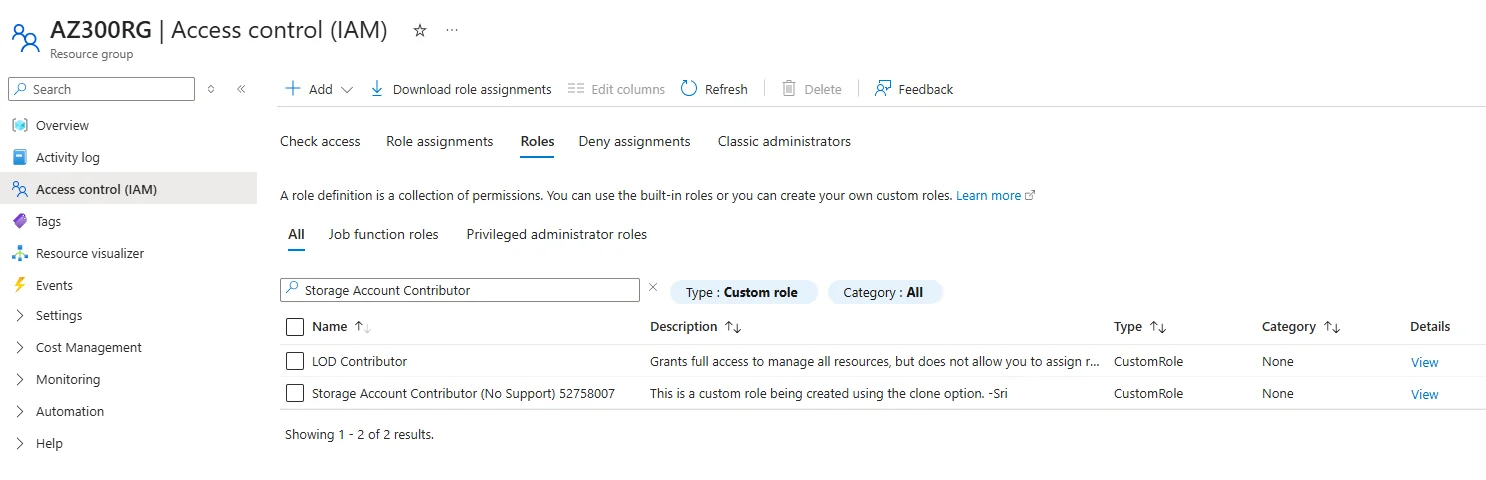 AZ300RG | Access control (IAM) ☆ ...
Resource group
Search
Overview
Activity log
Access control (IAM)
Tags
Resource visualizer
Events
Settings
Cost Management
Monitoring
Automation
Help
Add Download role assignments Edit columns Refresh Delete Feedback
Check access Role assignments Roles Deny assignments Classic administrators
A role definition is a collection of permissions. You can use the built-in roles or you can create your own custom roles. Learn more
All Job function roles Privileged administrator roles
Storage Account Contributor Type : Custom role Category : All
Name Description Type Category Details
LOD Contributor Grants full access to manage all resources, but does not allow you to assign r... CustomRole None View
Storage Account Contributor (No Support) 52758007 This is a custom role being created using the clone option. -Sri CustomRole None View
Showing 1 - 2 of 2 results.